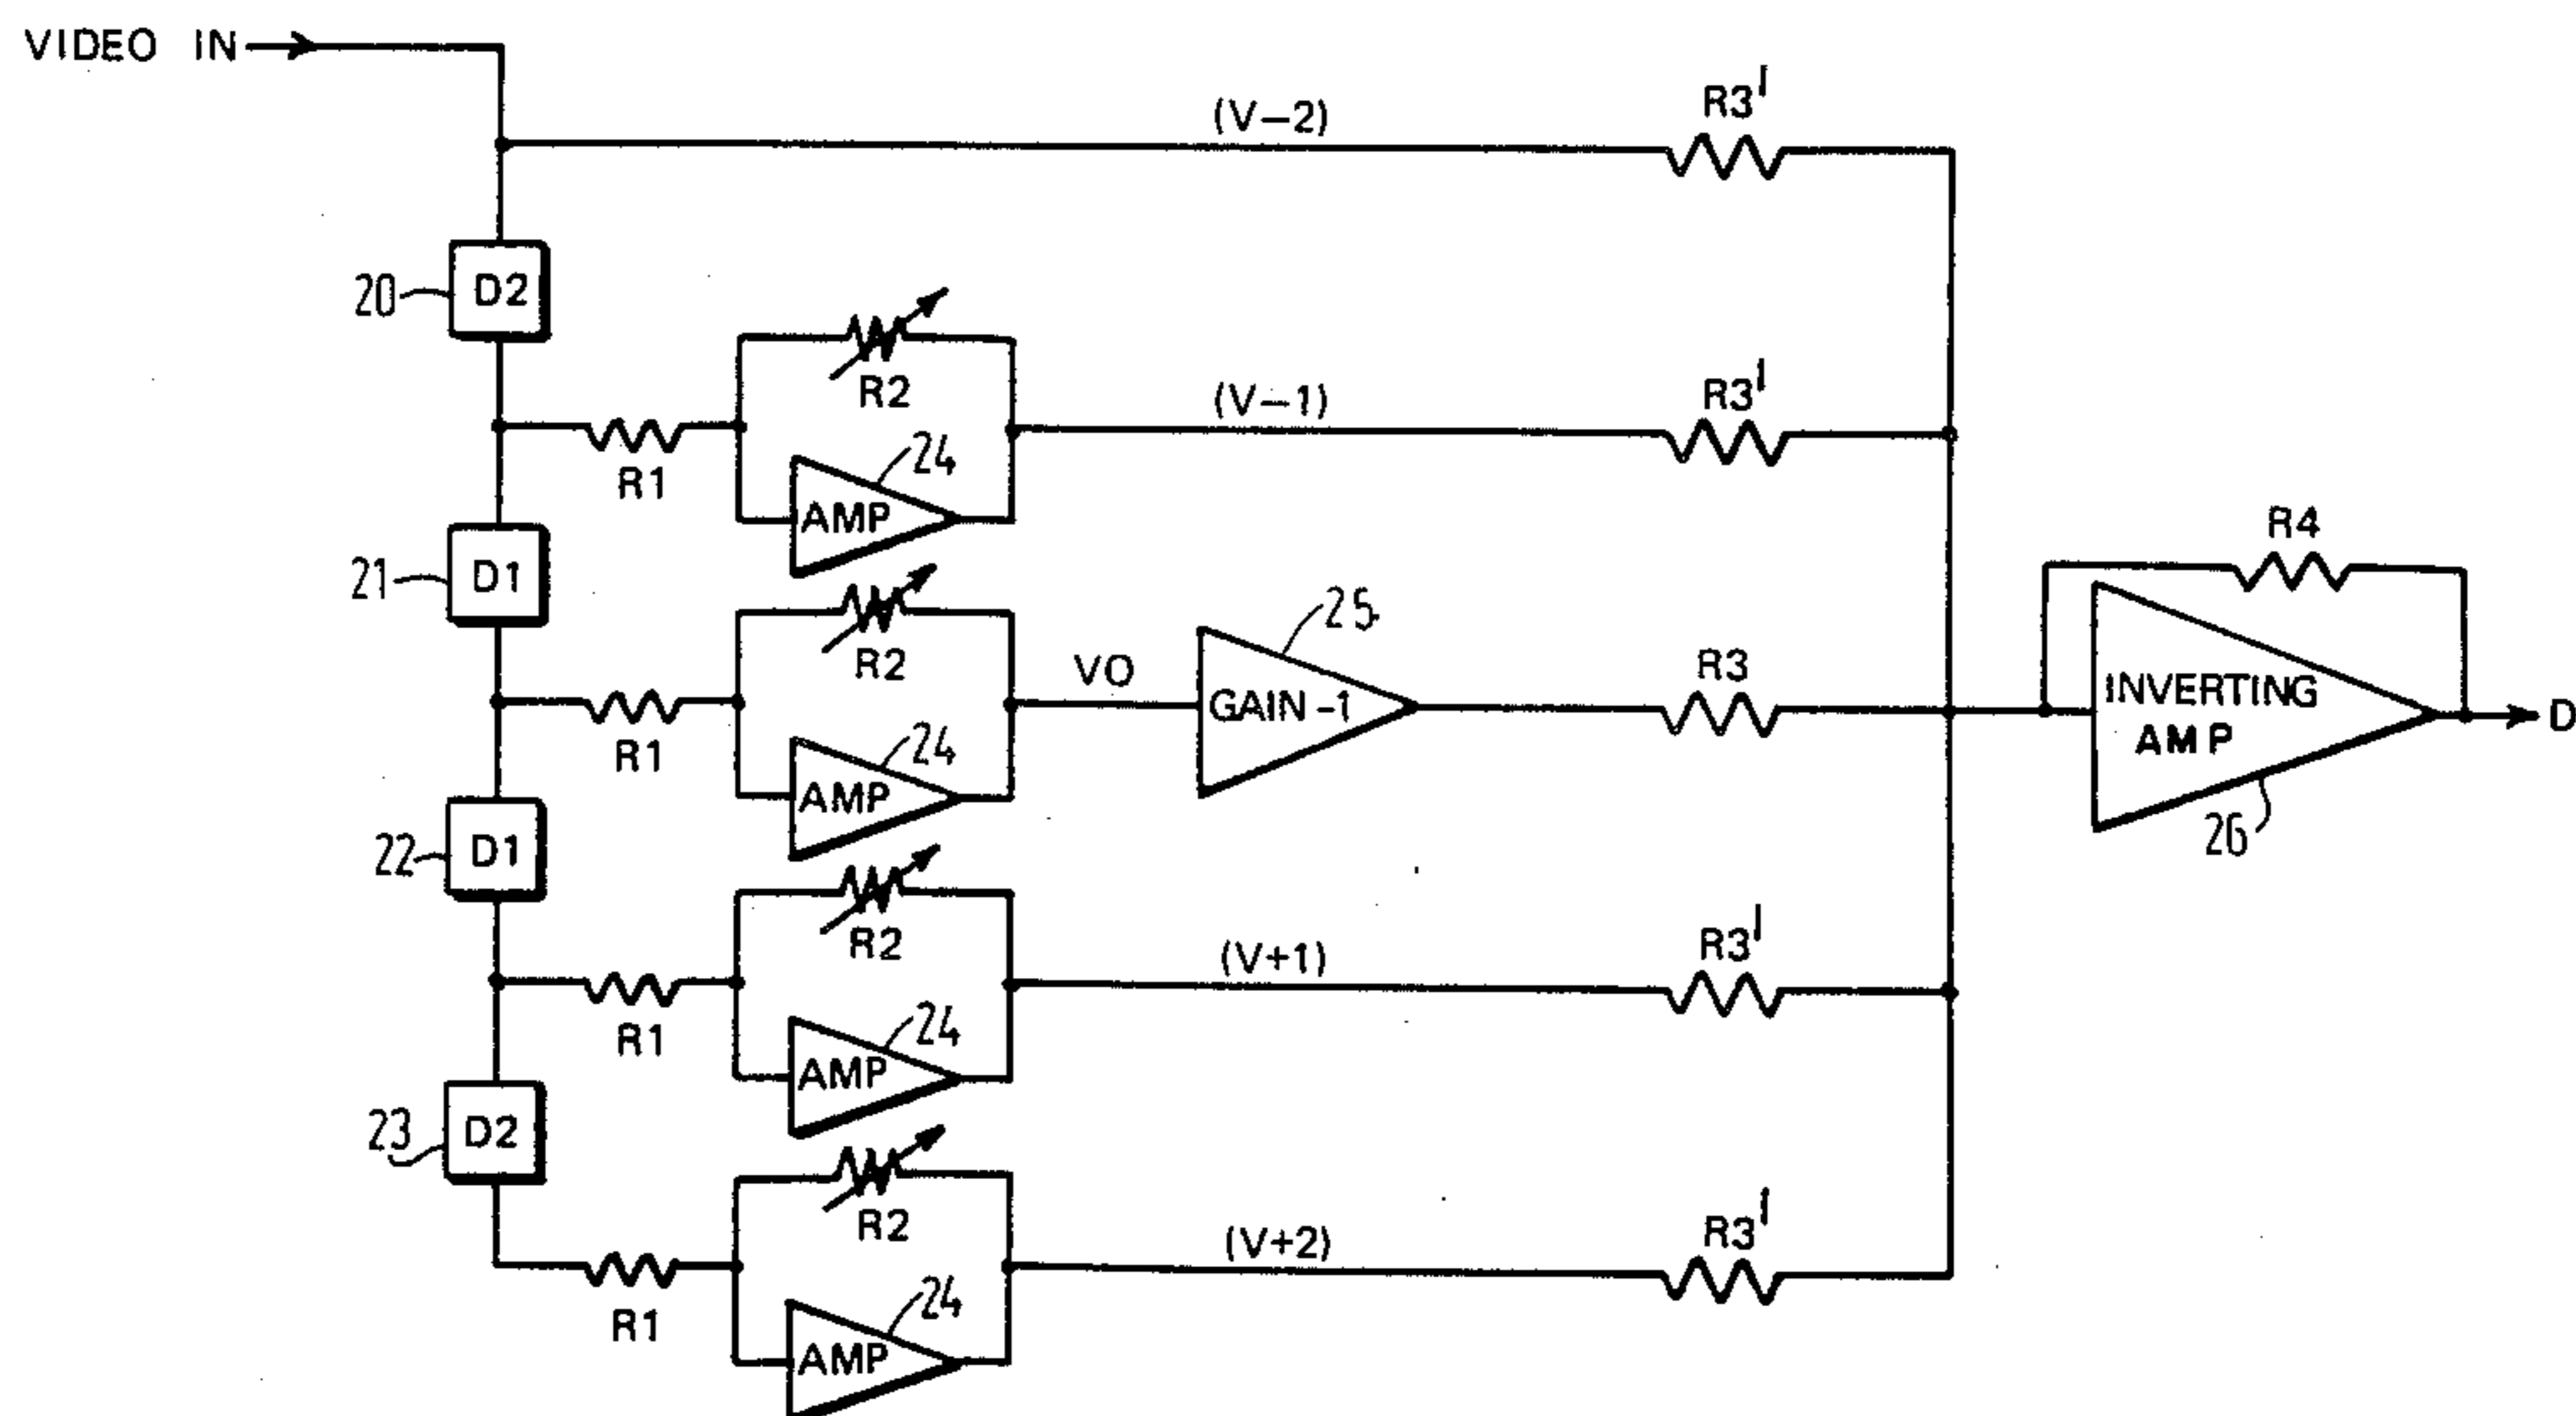 VIDEO IN
(V-2)
R3'
20
D2
R2
(V-1)
R3'
R1
24
AMP
R4
21
D1
R2
25
VO
GAIN -1
R3
INVERTING
AMP
D
R1
24
AMP
26
22
D1
R2
(V+1)
R3'
R1
24
AMP
23
D2
R2
(V+2)
R3'
R1
24
AMP